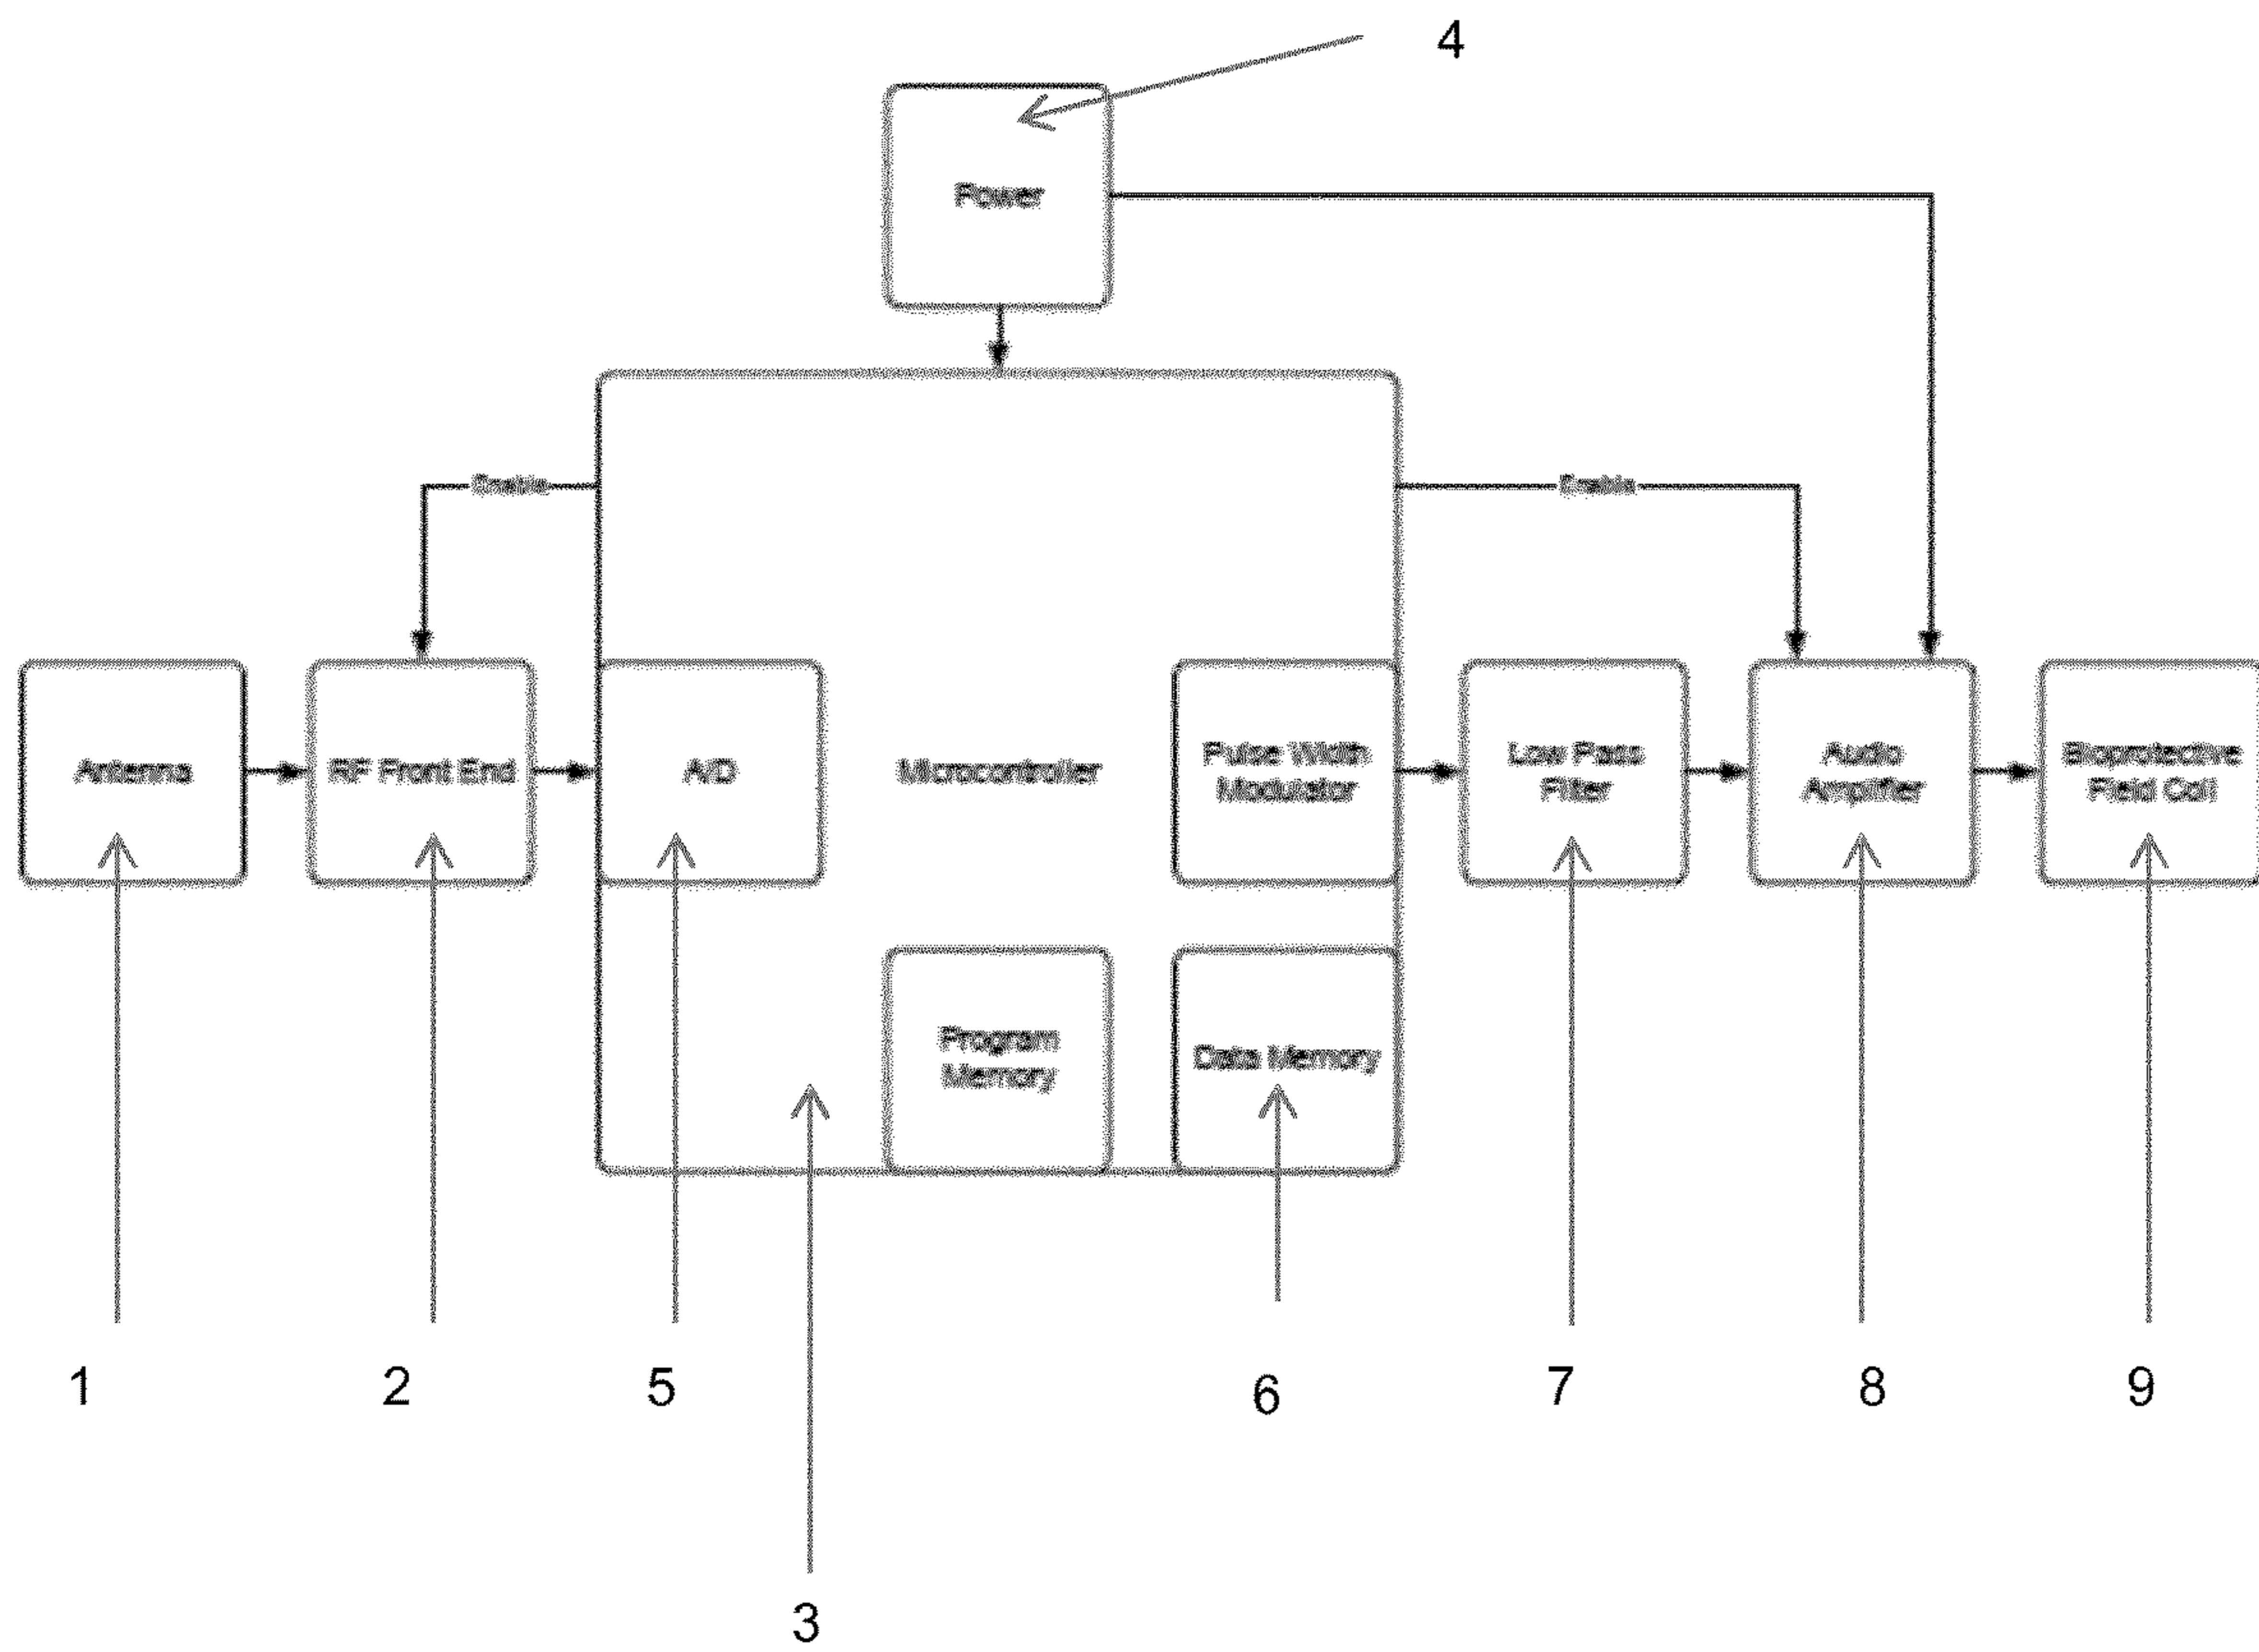 4
Power
Enable
Enable
Antenna
RF Front End
A/D
Microcontroller
Pulse Width
Modulator
Low Pass
Filter
Audio
Amplifier
Bioprotective
Field Coil
Program
Memory
Data Memory
1
2
5
6
7
8
9
3